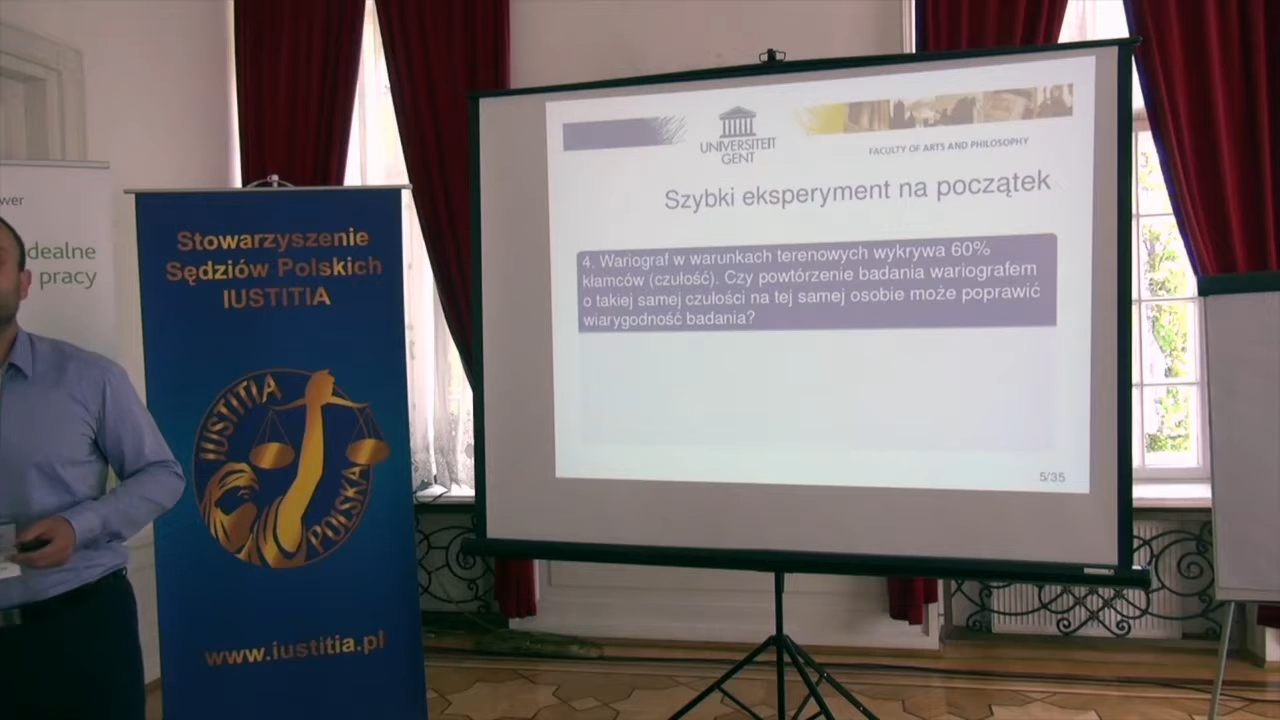 wer
dealne
pracy
Stowarzyszenie
Sędziów Polskich
IUSTITIA
IUSTITIA
POLSKA
www.iustitia.pl
UNIVERSITEIT
GENT
FACULTY OF ARTS AND PHILOSOPHY
Szybki eksperyment na początek
4. Wariograf w warunkach terenowych wykrywa 60%
kłamców (czułość). Czy powtórzenie badania wariografem
o takiej samej czułości na tej samej osobie może poprawić
wiarygodność badania?
5/35